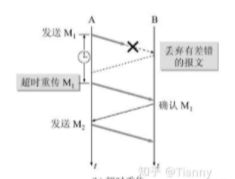 A
B
发送 M₁
丢弃有差错
的报文
超时重传 M₁
确认 M₁
发送 M₂
t
t
知乎 @Tianny